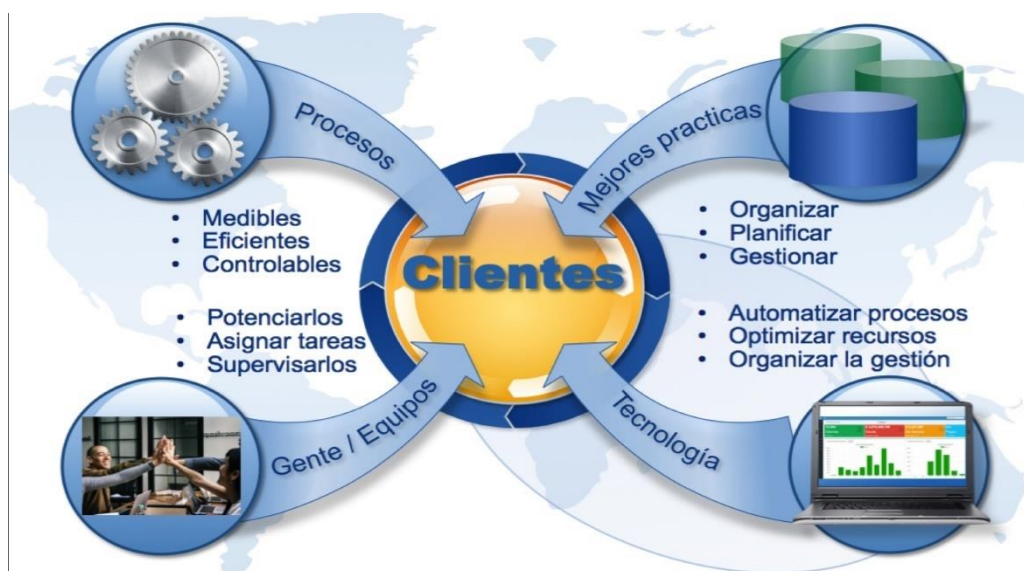 Procesos
Mejores practicas
• Medibles
• Eficientes
• Controlables
• Organizar
• Planificar
• Gestionar
Clientes
• Potenciarlos
• Asignar tareas
• Supervisarlos
• Automatizar procesos
• Optimizar recursos
• Organizar la gestión
Gente / Equipos
Tecnología